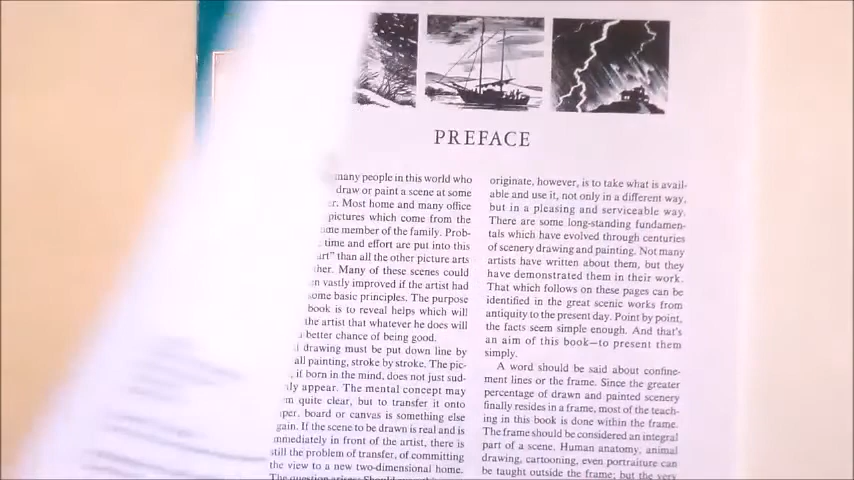 PREFACE
many people in this world who
draw or paint a scene at some
Most home and many office
pictures which come from the
member of the family. Prob-
time and effort are put into this
art” than all the other picture arts
Many of these scenes could
vastly improved if the artist had
some basic principles. The purpose
book is to reveal helps which will
the artist that whatever he does will
better chance of being good.
drawing must be put down line by
all painting, stroke by stroke. The pic-
if born in the mind, does not just sud-
appear. The mental concept may
quite clear, but to transfer it onto
board or canvas is something else
If the scene to be drawn is real and is
immediately in front of the artist, there is
still the problem of transfer, of committing
the view to a new two-dimensional home.
originate, however, is to take what is avail-
able and use it, not only in a different way,
but in a pleasing and serviceable way.
There are some long-standing fundamen-
tals which have evolved through centuries
of scenery drawing and painting. Not many
artists have written about them, but they
have demonstrated them in their work.
That which follows on these pages can be
identified in the great scenic works from
antiquity to the present day. Point by point,
the facts seem simple enough. And that's
an aim of this book—to present them
simply.
A word should be said about confine-
ment lines or the frame. Since the greater
percentage of drawn and painted scenery
finally resides in a frame, most of the teach-
ing in this book is done within the frame.
The frame should be considered an integral
part of a scene. Human anatomy, animal
drawing, cartooning, even portraiture can
be taught outside the frame; but the very